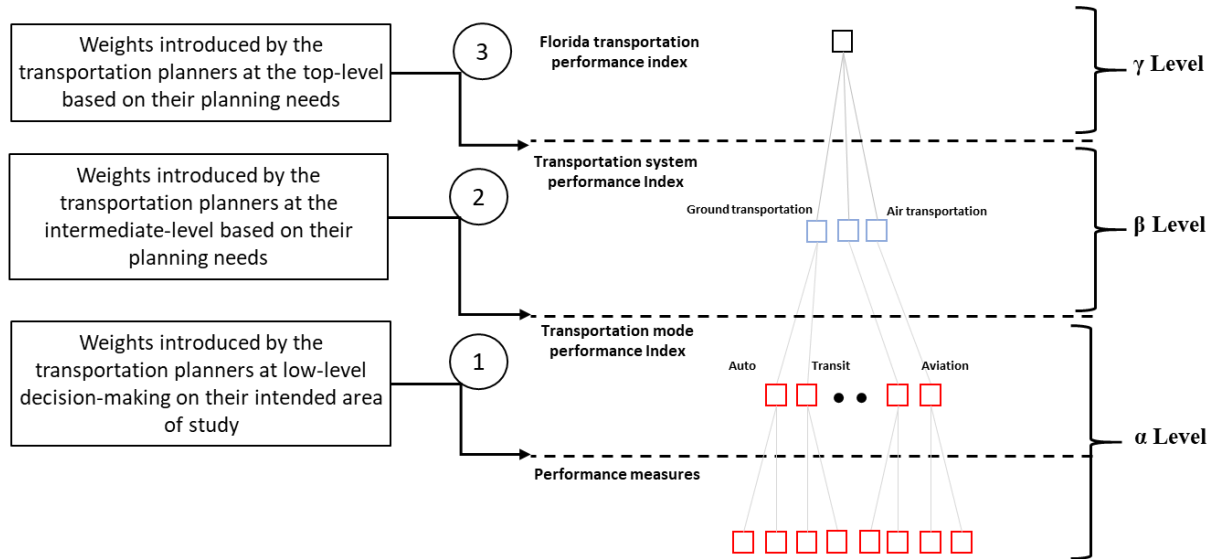 Weights introduced by the
transportation planners at the top-level
based on their planning needs
3
Florida transportation
performance index
γ Level
Weights introduced by the
transportation planners at the
intermediate-level based on their
planning needs
2
Transportation system
performance Index
Ground transportation
Air transportation
β Level
Weights introduced by the
transportation planners at low-level
decision-making on their intended area
of study
1
Transportation mode
performance Index
Auto
Transit
Aviation
α Level
Performance measures